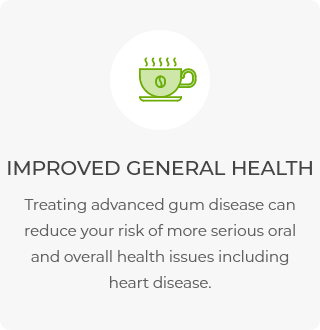 IMPROVED GENERAL HEALTH
Treating advanced gum disease can
reduce your risk of more serious oral
and overall health issues including
heart disease.